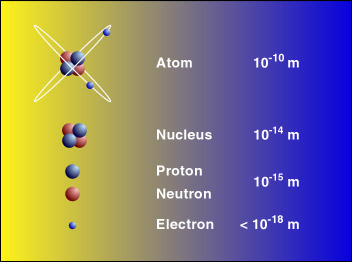 Atom 10⁻¹⁰ m
Nucleus 10⁻¹⁴ m
Proton
10⁻¹⁵ m
Neutron
Electron < 10⁻¹⁸ m